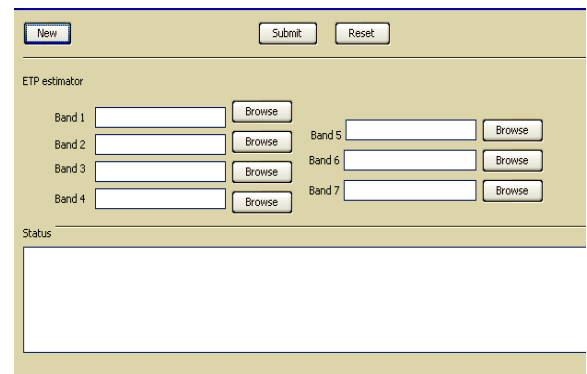 New Submit Reset
ETP estimator
Band 1 Browse
Band 2 Browse
Band 3 Browse
Band 4 Browse
Band 5 Browse
Band 6 Browse
Band 7 Browse
Status